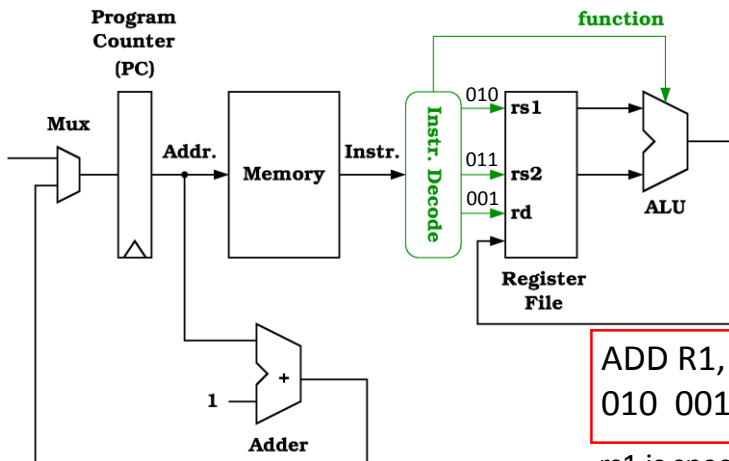 Program
Counter
(PC)
function
Mux
Addr.
Memory
Instr.
Instr. Decode
010
rs1
011
rs2
001
rd
ALU
Register
File
1
+
Adder
ADD R1,
010 001